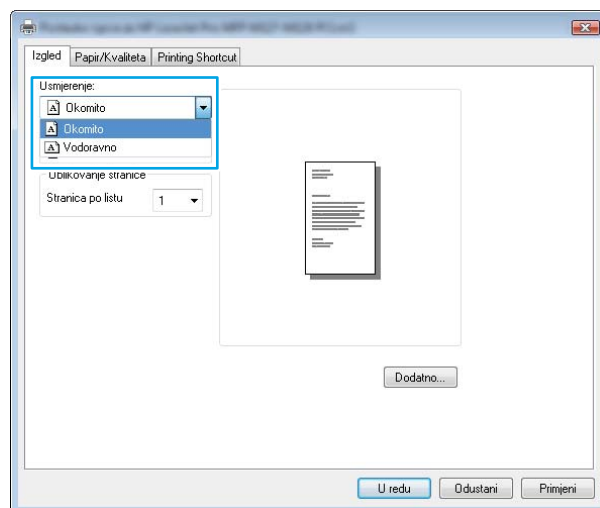 Izgled Papir/Kvaliteta Printing Shortcut
Usmjerenje:
Okomito
Okomito
Vodoravno
Oblikovanje stranice
Stranica po listu 1
Dodatno...
U redu Odustani Primjeni